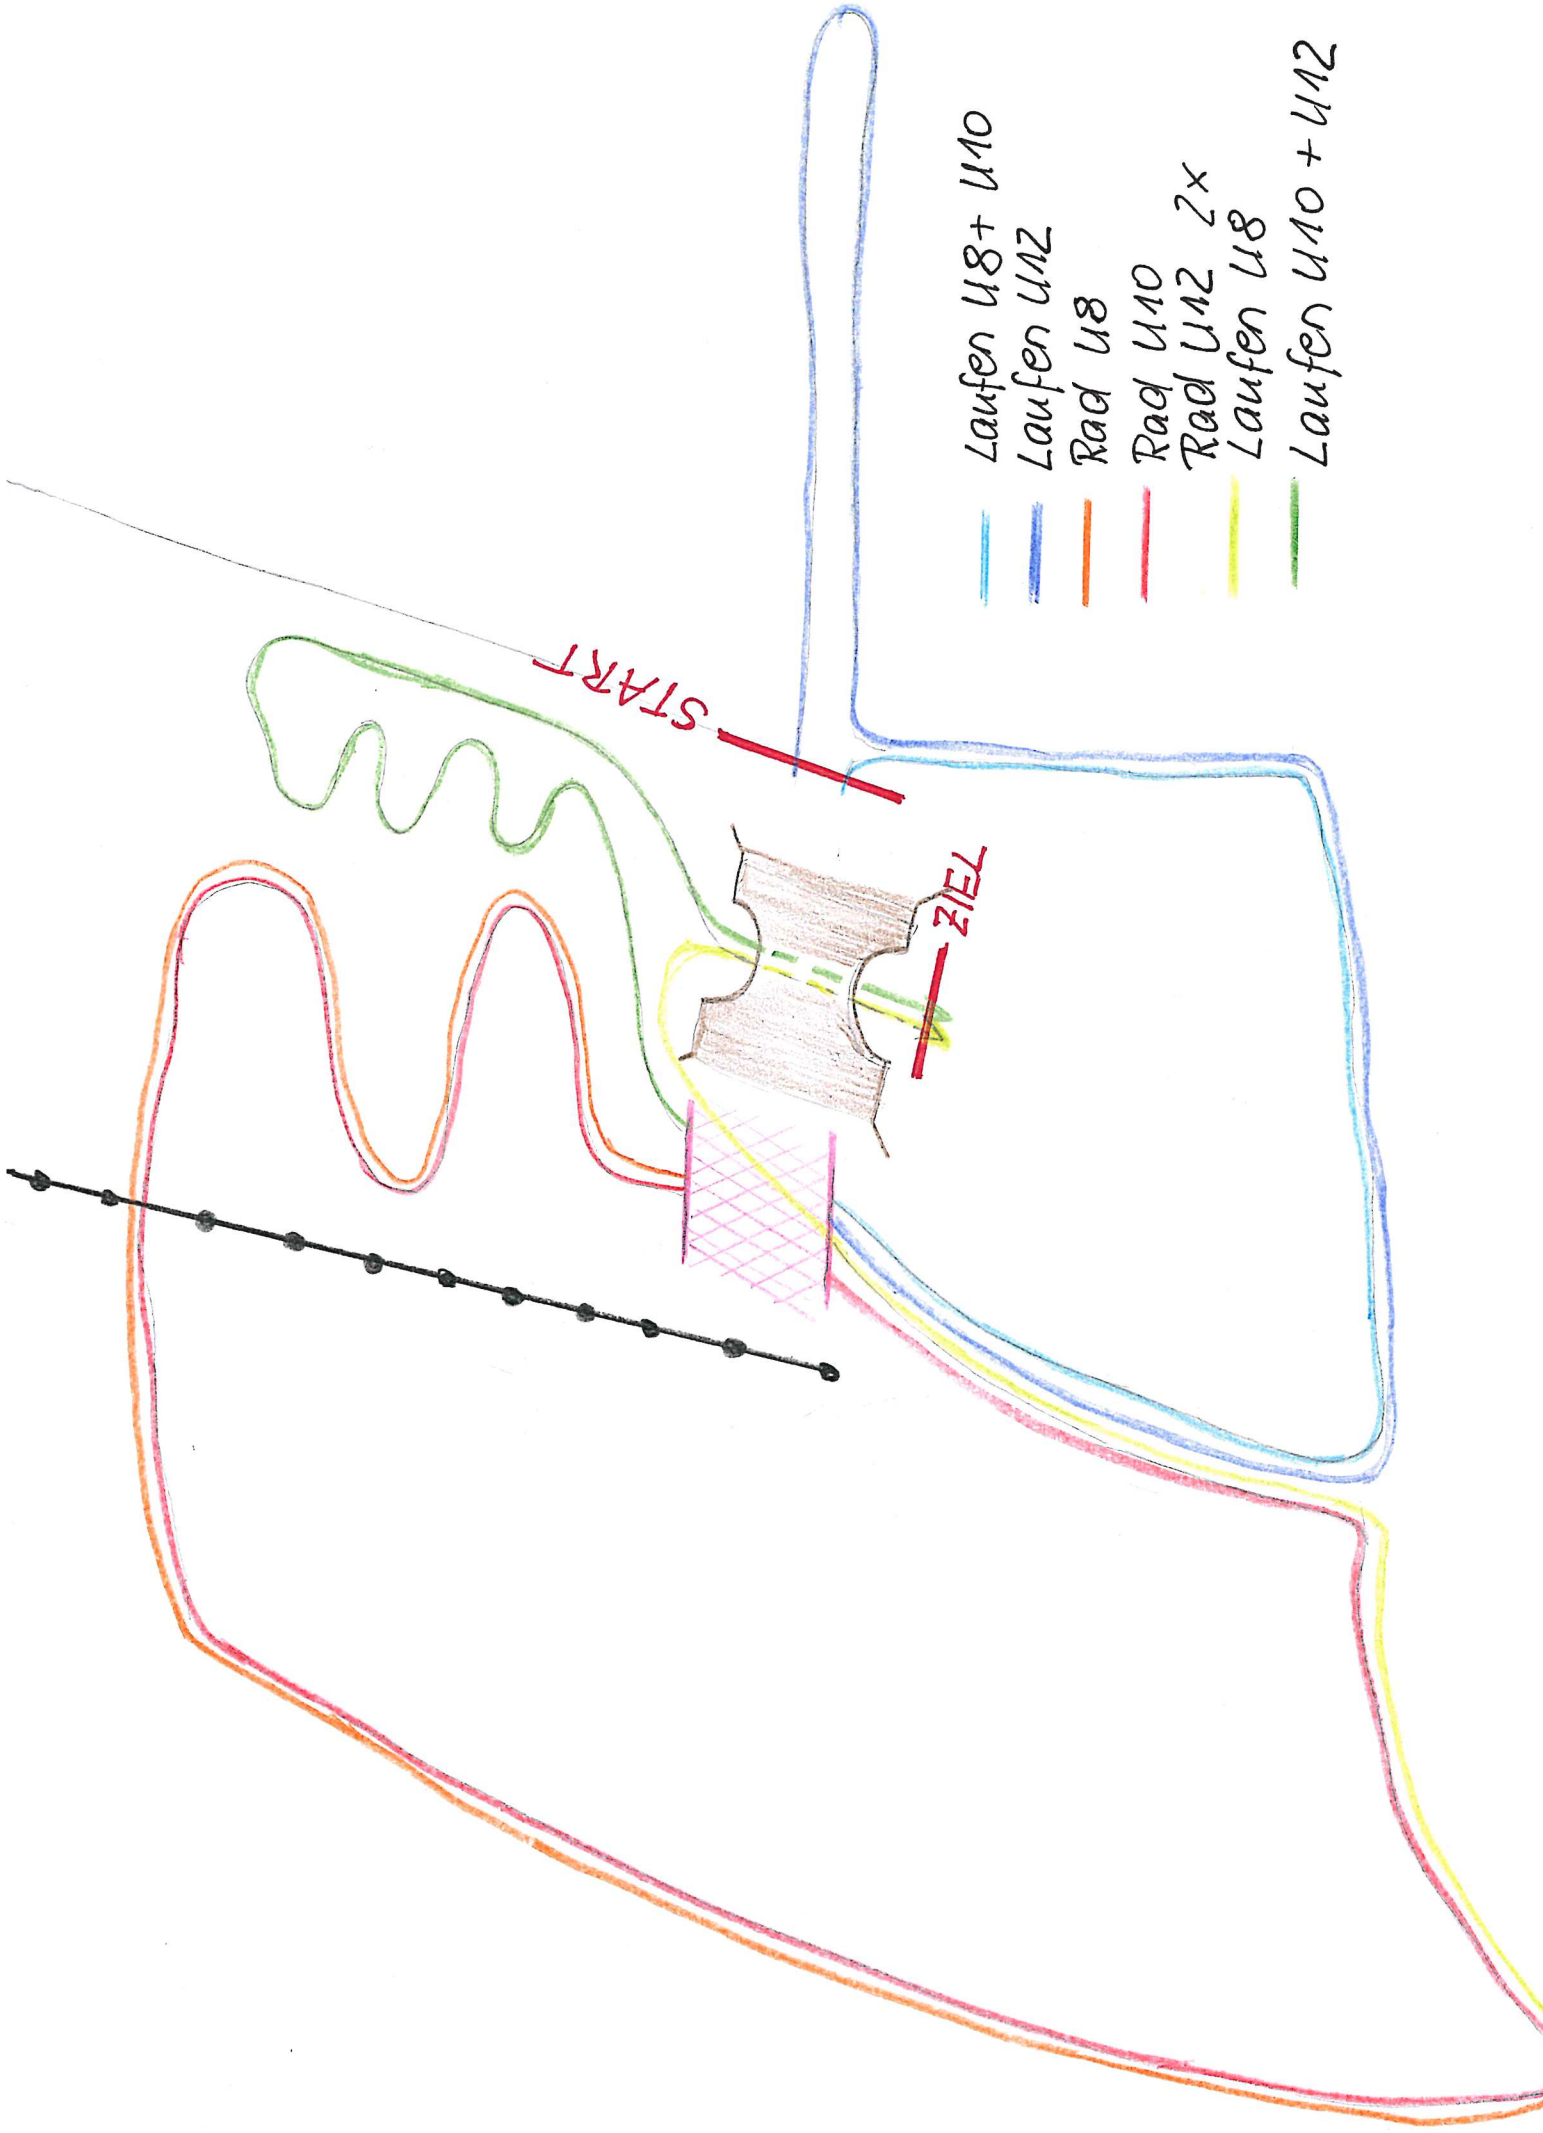 START
ZIEL
Laufen U8+ U10
Laufen U12
Rad U8
Rad U10
Rad U12 2x
Laufen U8
Laufen U10 + U12